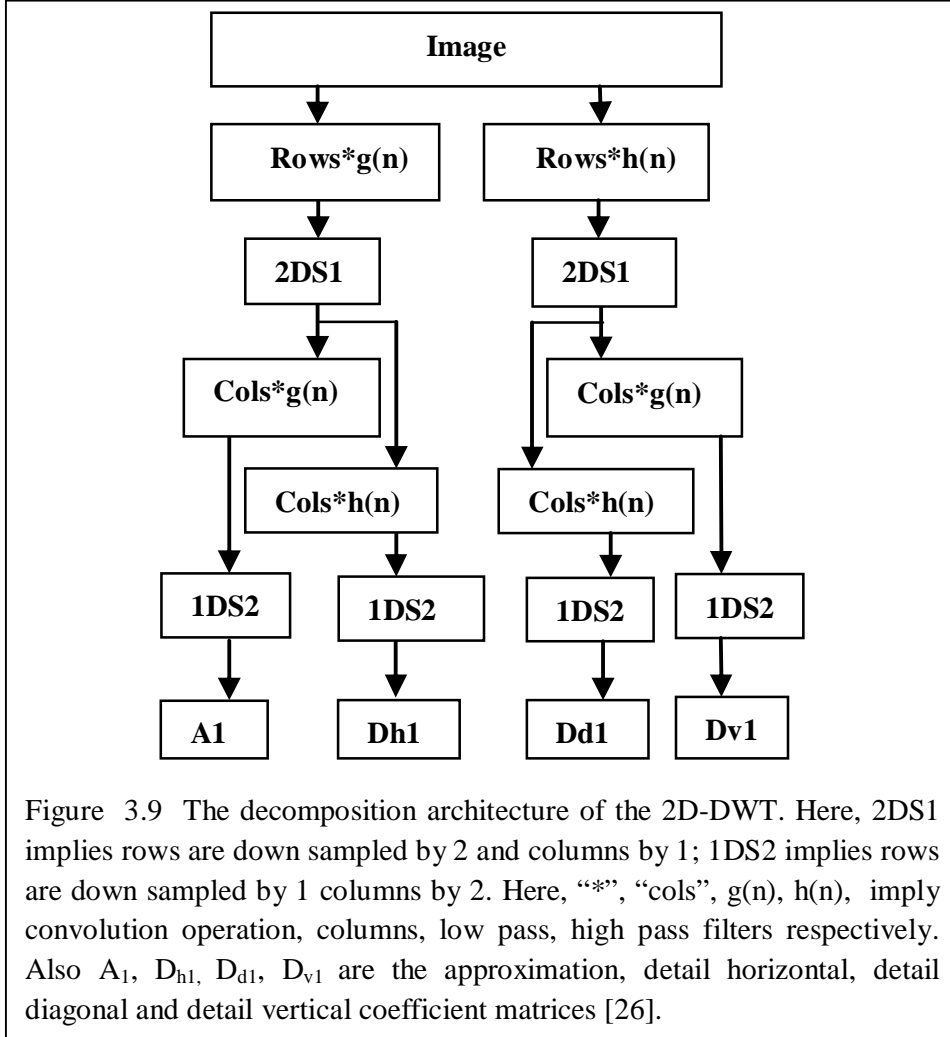 Image
Rows*g(n) Rows*h(n)
2DS1 2DS1
Cols*g(n) Cols*g(n)
Cols*h(n) Cols*h(n)
1DS2 1DS2 1DS2 1DS2
A1 Dh1 Dd1 Dv1
Figure 3.9 The decomposition architecture of the 2D-DWT. Here, 2DS1
implies rows are down sampled by 2 and columns by 1; 1DS2 implies rows
are down sampled by 1 columns by 2. Here, “*”, “cols”, g(n), h(n), imply
convolution operation, columns, low pass, high pass filters respectively.
Also A₁, Dₕ₁, D_d1, D_v1 are the approximation, detail horizontal, detail
diagonal and detail vertical coefficient matrices [26].